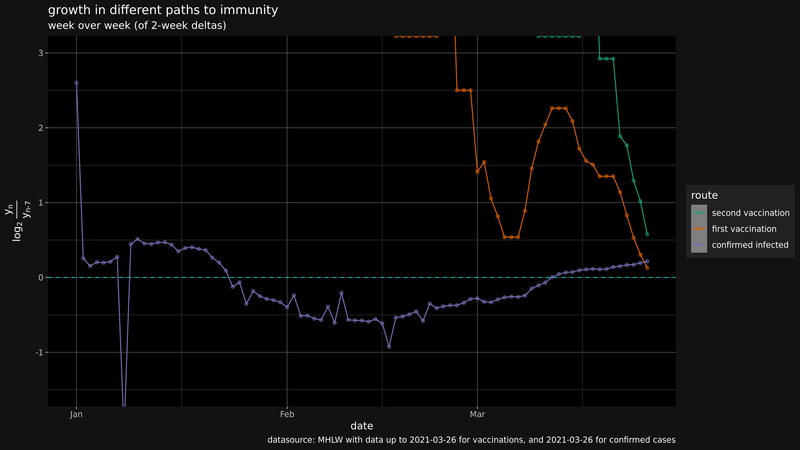 growth in different paths to immunity
week over week (of 2-week deltas)
3
2
1
0
-1
log2 yn / yn-7
Jan Feb Mar
date
route
second vaccination
first vaccination
confirmed infected
datasource: MHLW with data up to 2021-03-26 for vaccinations, and 2021-03-26 for confirmed cases